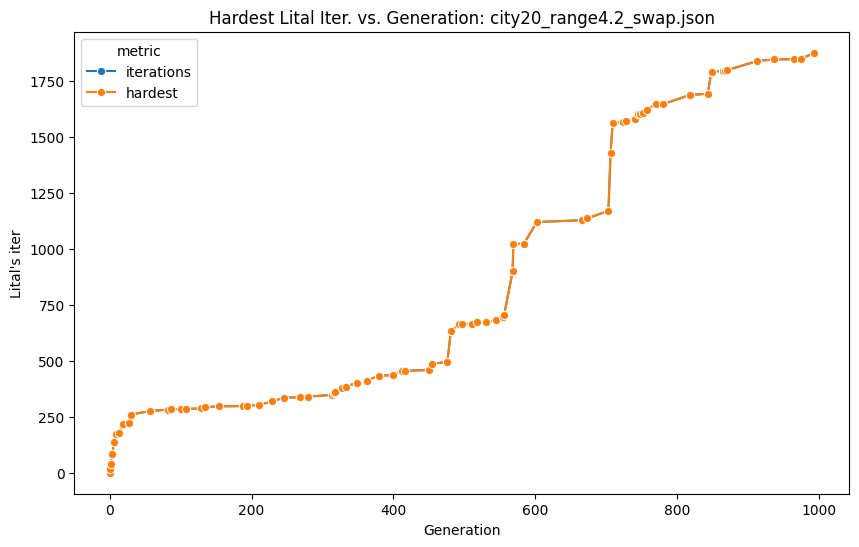 Hardest Lital Iter. vs. Generation: city20_range4.2_swap.json
metric
iterations
hardest
1750
1500
1250
1000
750
500
250
0
Lital's iter
0 200 400 600 800 1000
Generation